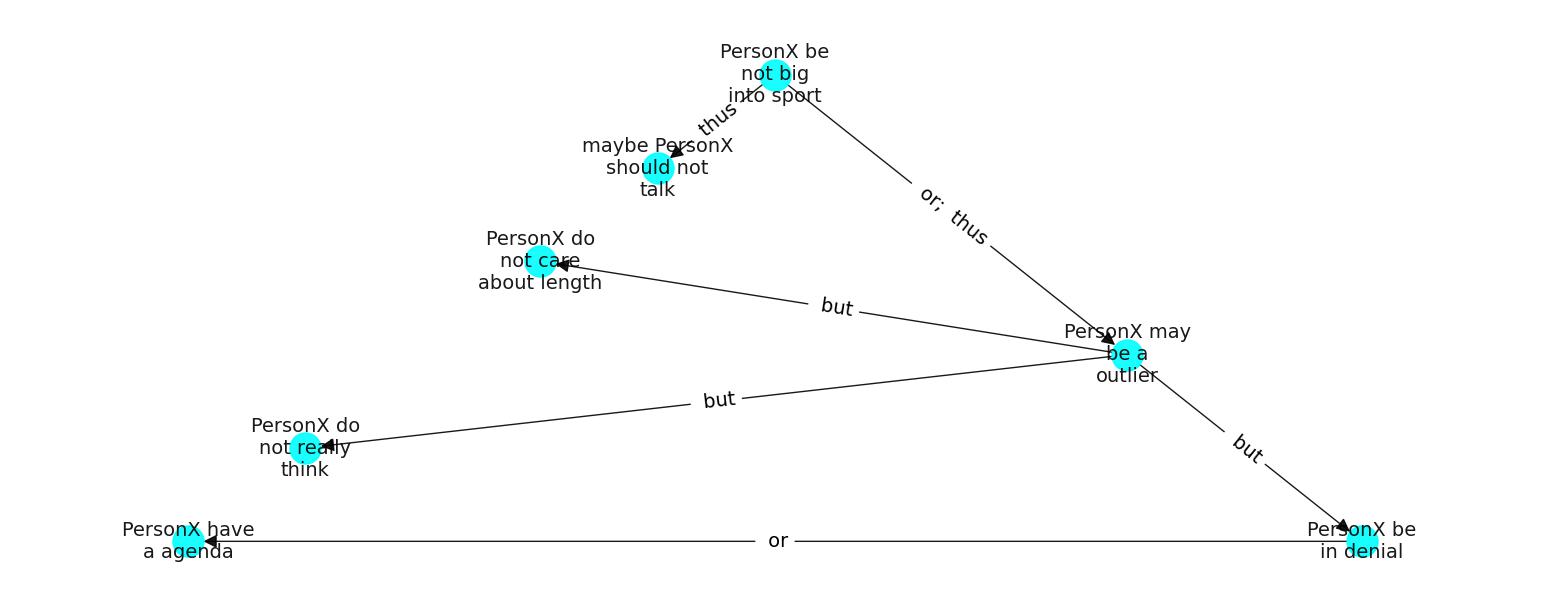 PersonX be
not big
into sport
thus
maybe PersonX
should not
talk
or;  thus
PersonX do
not care
about length
but
PersonX may
be a
outlier
but
PersonX do
not really
think
but
PersonX have
a agenda
or
PersonX be
in denial